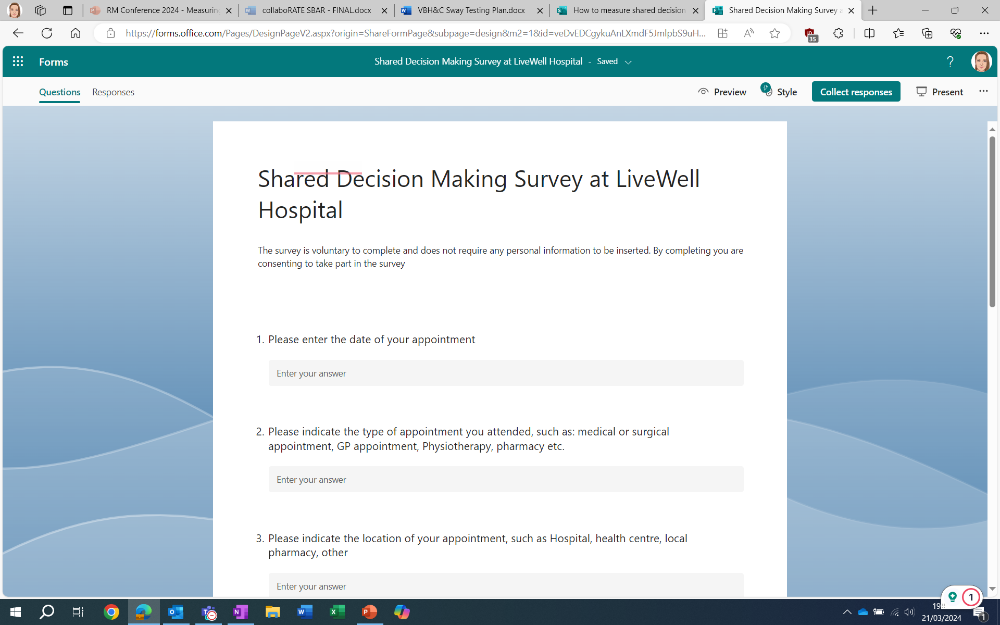 RM Conference 2024 - Measuring
collaboRATE SBAR - FINAL.docx
VBH&C Sway Testing Plan.docx
How to measure shared decision
Shared Decision Making Survey a
https://forms.office.com/Pages/DesignPageV2.aspx?origin=ShareFormPage&subpage=design&m2=1&id=veDvEDCgykuAnLXmdF5JmlpbS9uH...
35
Forms
Shared Decision Making Survey at LiveWell Hospital - Saved
?
Questions
Responses
Preview
Style
Collect responses
Present
Shared Decision Making Survey at LiveWell
Hospital
The survey is voluntary to complete and does not require any personal information to be inserted. By completing you are
consenting to take part in the survey
1. Please enter the date of your appointment
Enter your answer
2. Please indicate the type of appointment you attended, such as: medical or surgical
appointment, GP appointment, Physiotherapy, pharmacy etc.
Enter your answer
3. Please indicate the location of your appointment, such as Hospital, health centre, local
pharmacy, other
Enter your answer
1
19
21/03/2024
1